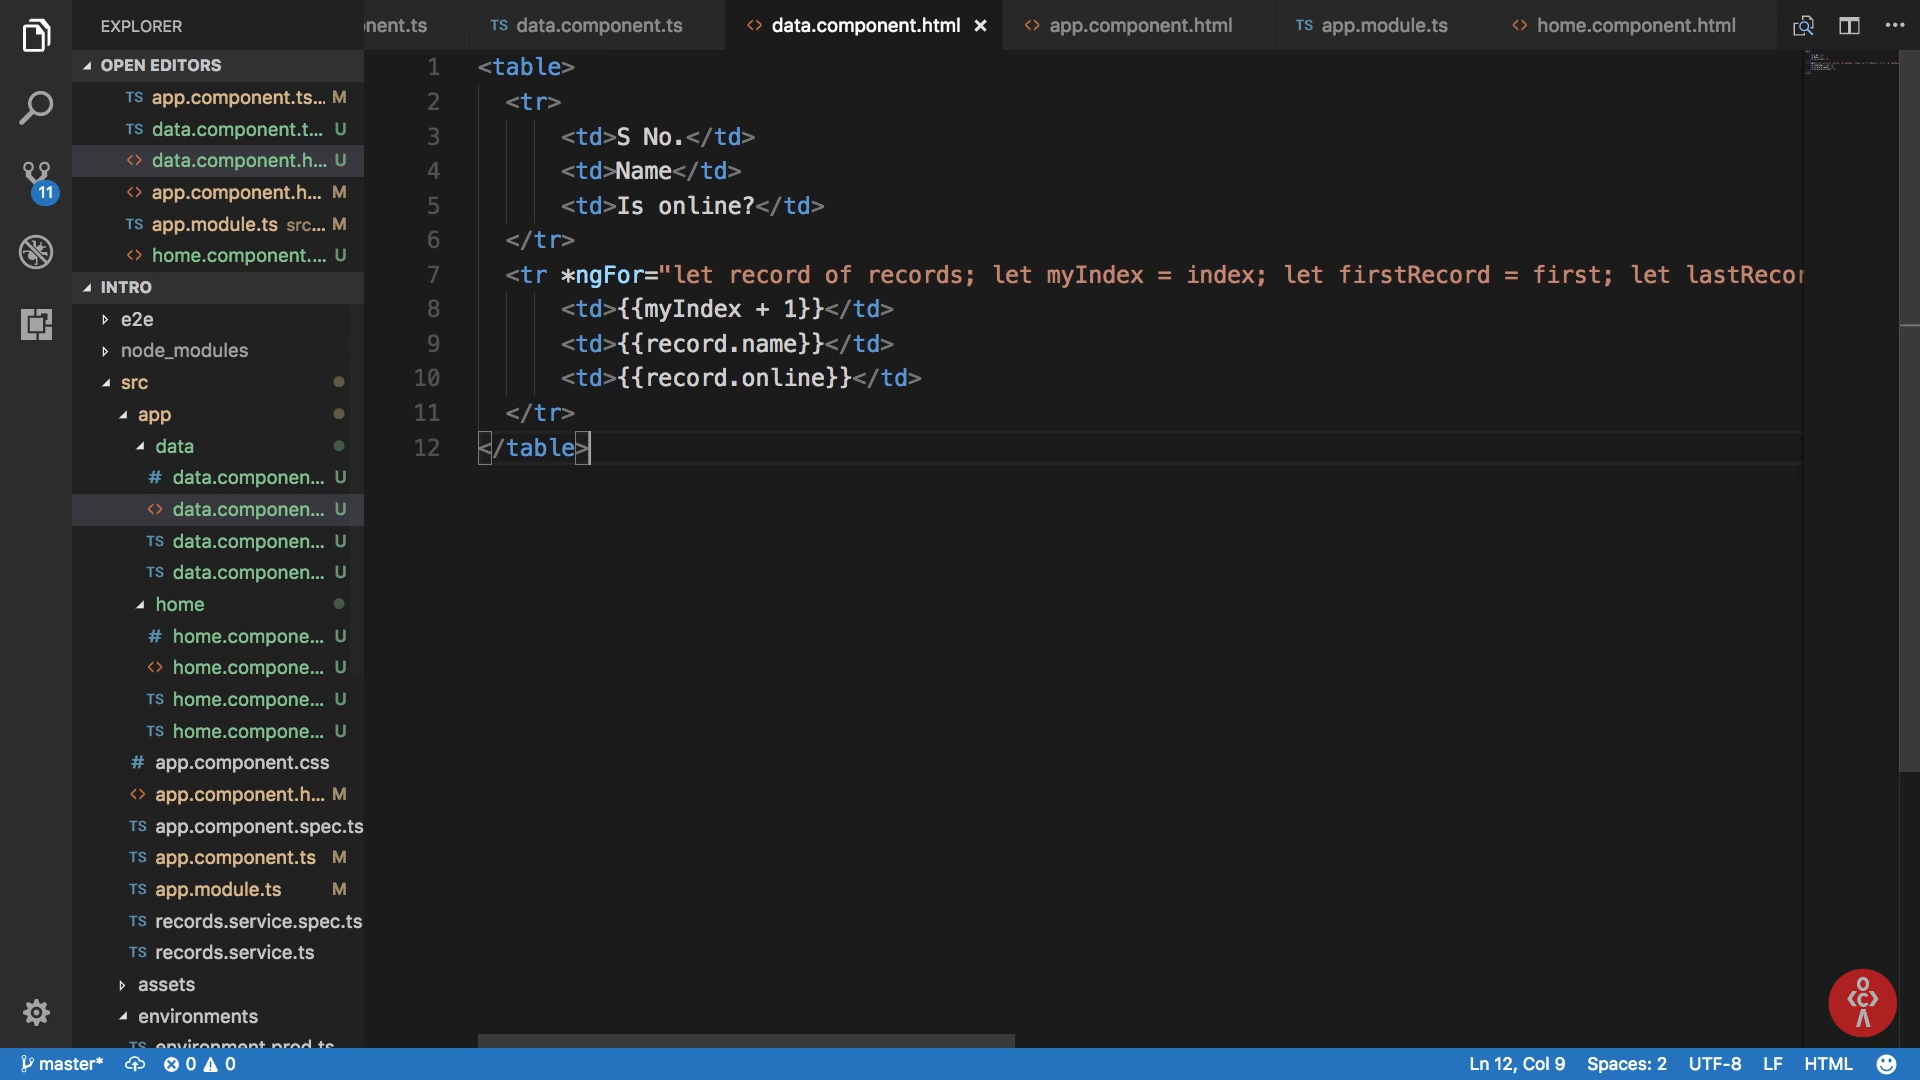 EXPLORER
OPEN EDITORS
TS app.component.ts... M
TS data.component.t... U
<> data.component.h... U
<> app.component.h... M
TS app.module.ts src... M
<> home.component.... U
INTRO
e2e
node_modules
src
app
data
# data.componen... U
<> data.componen... U
TS data.componen... U
TS data.componen... U
home
# home.compone... U
<> home.compone... U
TS home.compone... U
TS home.compone... U
# app.component.css
<> app.component.h... M
TS app.component.spec.ts
TS app.component.ts M
TS app.module.ts M
TS records.service.spec.ts
TS records.service.ts
assets
environments
TS environment.prod.ts
11
nent.ts TS data.component.ts <> data.component.html × <> app.component.html TS app.module.ts <> home.component.html
1 <table>
2 <tr>
3 <td>S No.</td>
4 <td>Name</td>
5 <td>Is online?</td>
6 </tr>
7 <tr *ngFor="let record of records; let myIndex = index; let firstRecord = first; let lastRecor
8 <td>{{myIndex + 1}}</td>
9 <td>{{record.name}}</td>
10 <td>{{record.online}}</td>
11 </tr>
12 </table>
master* 0 0 Ln 12, Col 9 Spaces: 2 UTF-8 LF HTML